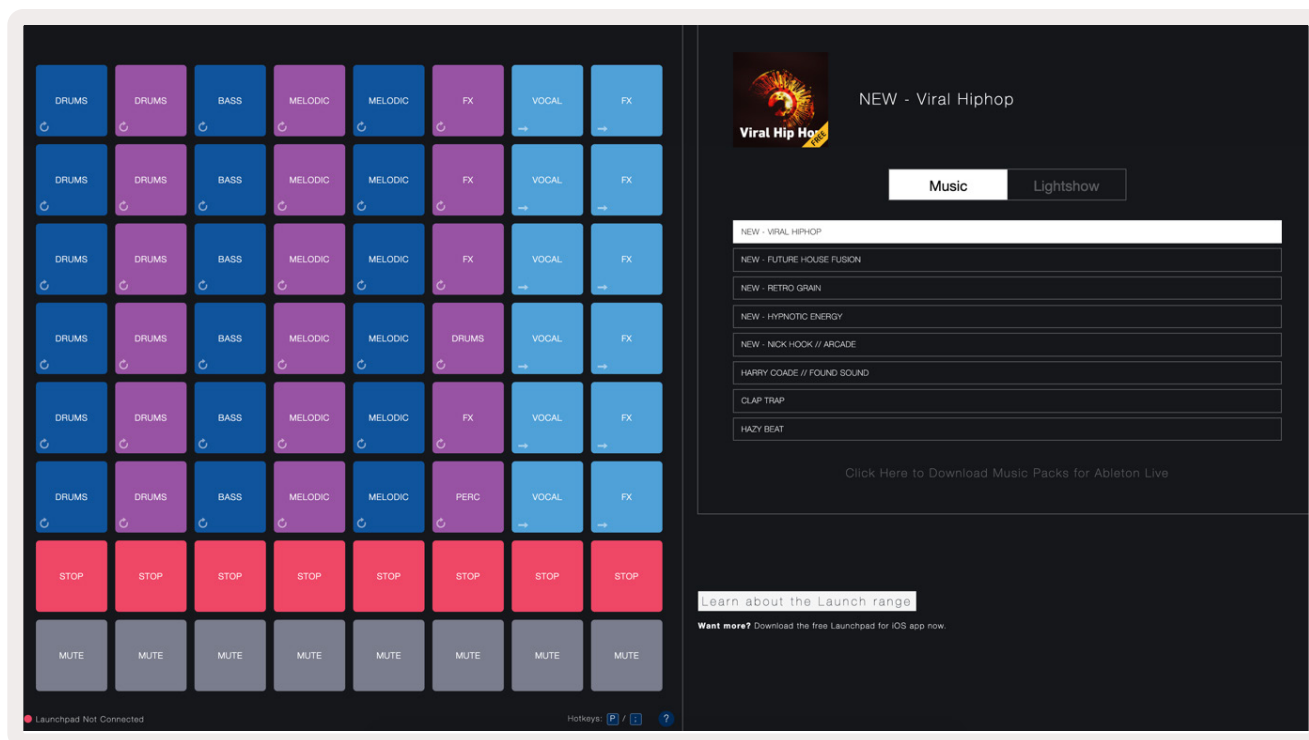 DRUMS DRUMS BASS MELODIC MELODIC FX VOCAL FX
DRUMS DRUMS BASS MELODIC MELODIC FX VOCAL FX
DRUMS DRUMS BASS MELODIC MELODIC FX VOCAL FX
DRUMS DRUMS BASS MELODIC MELODIC DRUMS VOCAL FX
DRUMS DRUMS BASS MELODIC MELODIC FX VOCAL FX
DRUMS DRUMS BASS MELODIC MELODIC PERC VOCAL FX
STOP STOP STOP STOP STOP STOP STOP STOP
MUTE MUTE MUTE MUTE MUTE MUTE MUTE MUTE
Launchpad Not Connected
Hotkeys: P / ; ?
Viral Hip Hop
FREE
NEW - Viral Hiphop
Music Lightshow
NEW - VIRAL HIPHOP
NEW - FUTURE HOUSE FUSION
NEW - RETRO GRAIN
NEW - HYPNOTIC ENERGY
NEW - NICK HOOK // ARCADE
HARRY COADE // FOUND SOUND
CLAP TRAP
HAZY BEAT
Click Here to Download Music Packs for Ableton Live
Learn about the Launch range
Want more? Download the free Launchpad for iOS app now.